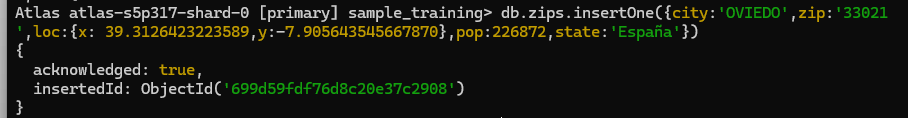 Atlas atlas-s5p317-shard-0 [primary] sample_training> db.zips.insertOne({city:'OVIEDO',zip:'33021
',loc:{x: 39.3126423223589,y:-7.905643545667870},pop:226872,state:'España'})
{
  acknowledged: true,
  insertedId: ObjectId('699d59fdf76d8c20e37c2908')
}